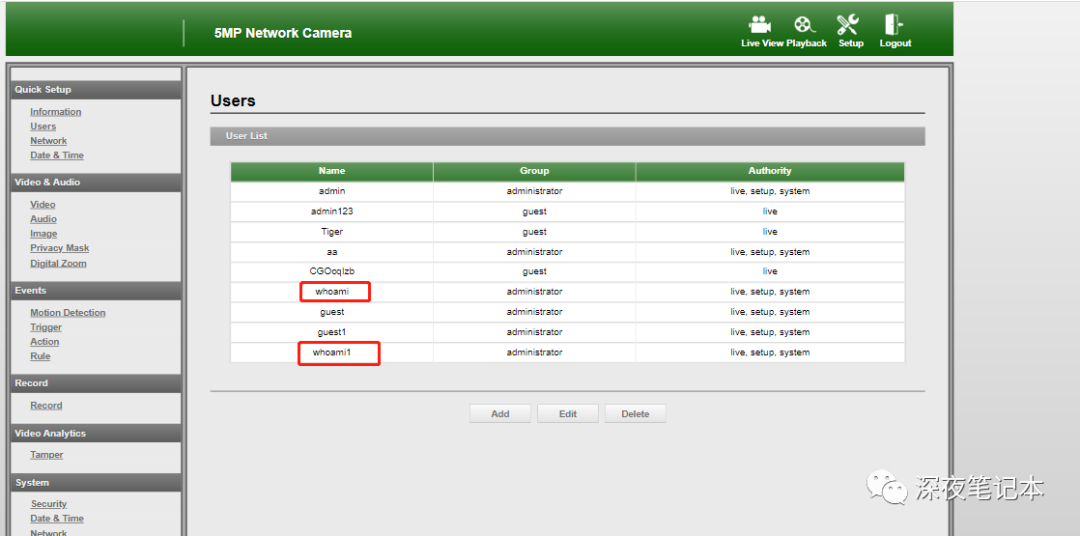 5MP Network Camera
Live View Playback Setup Logout
Quick Setup
Information
Users
Network
Date & Time
Video & Audio
Video
Audio
Image
Privacy Mask
Digital Zoom
Events
Motion Detection
Trigger
Action
Rule
Record
Record
Video Analytics
Tamper
System
Security
Date & Time
Network
Users
User List
Name Group Authority
admin administrator live, setup, system
admin123 guest live
Tiger guest live
aa administrator live, setup, system
CGOoqlzb guest live
whoami administrator live, setup, system
guest administrator live, setup, system
guest1 administrator live, setup, system
whoami1 administrator live, setup, system
Add Edit Delete
深夜笔记本